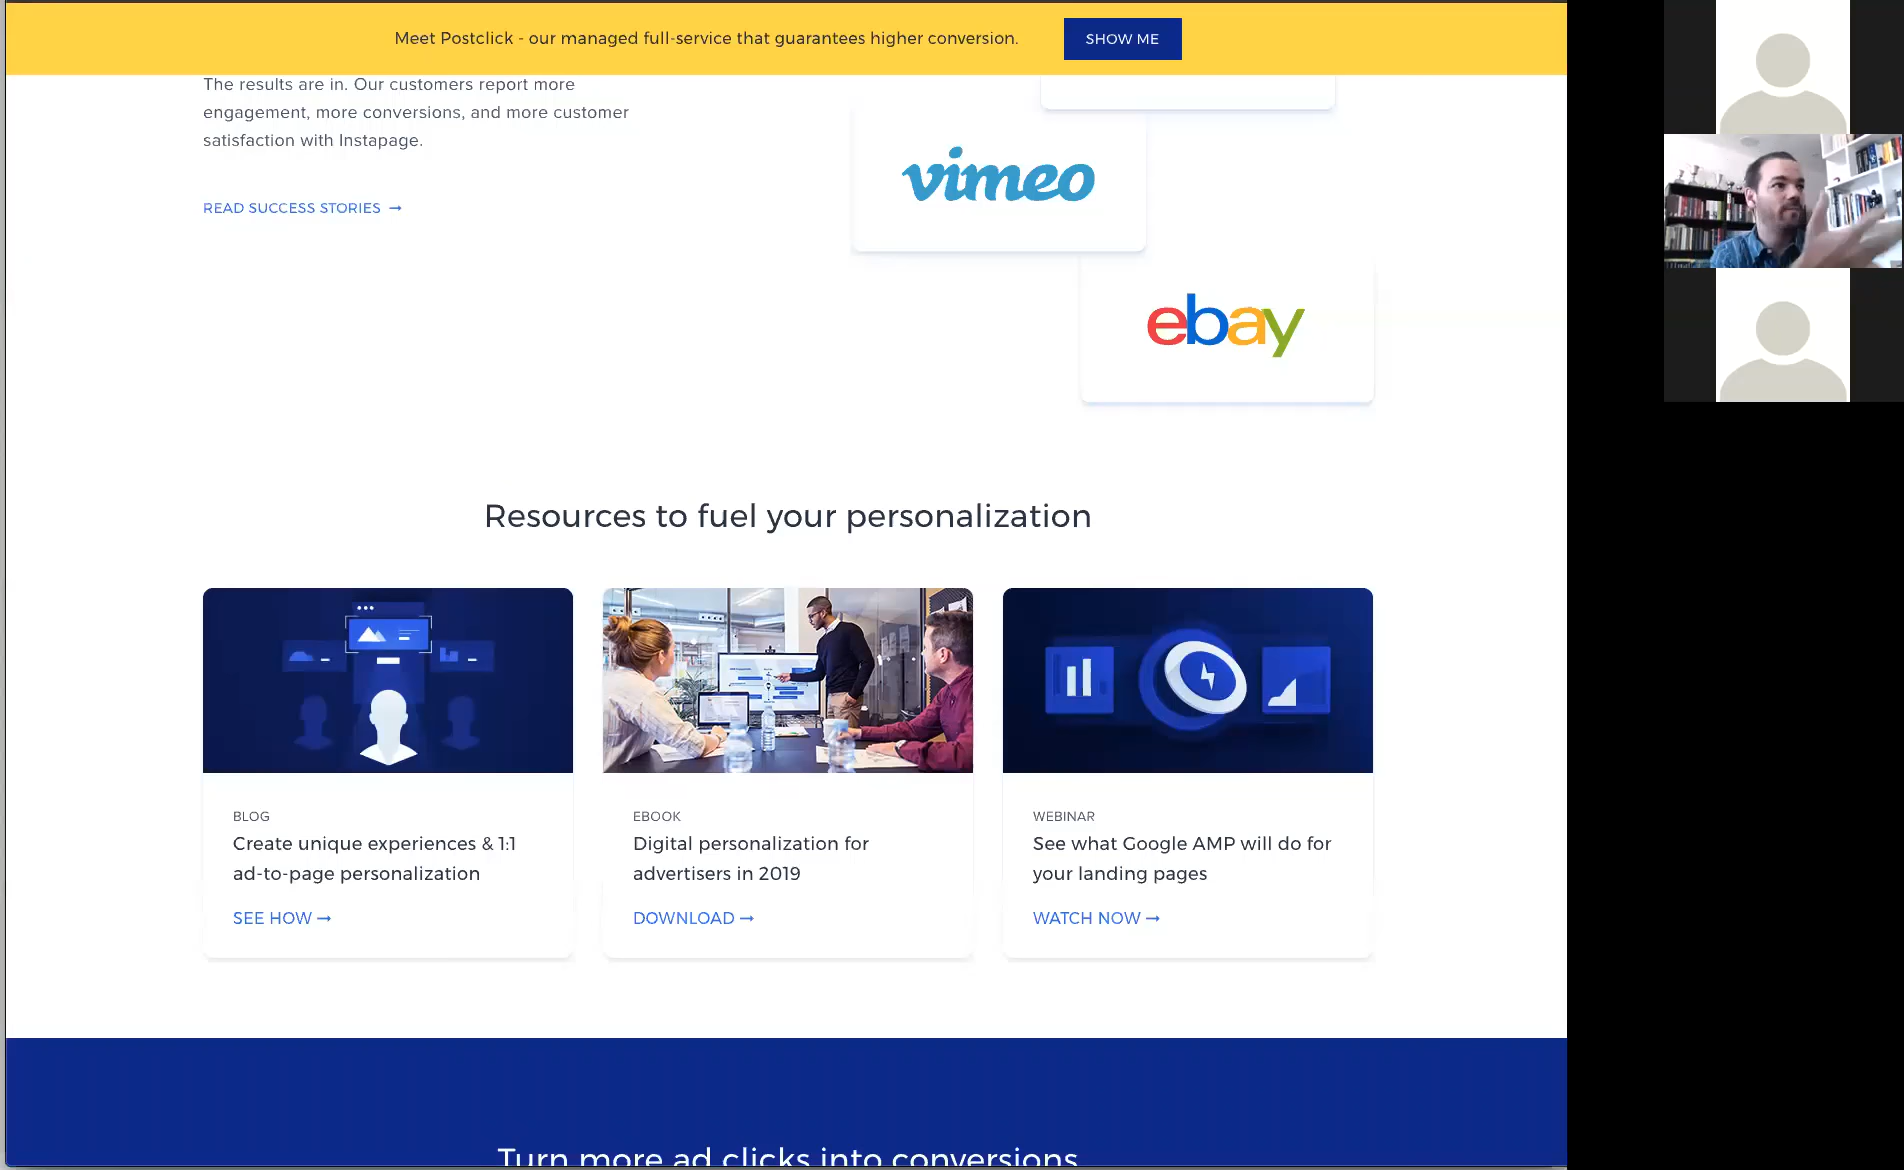 Meet Postclick - our managed full-service that guarantees higher conversion.
SHOW ME
The results are in. Our customers report more
engagement, more conversions, and more customer
satisfaction with Instapage.
READ SUCCESS STORIES →
vimeo
ebay
Resources to fuel your personalization
BLOG
Create unique experiences & 1:1
ad-to-page personalization
SEE HOW →
EBOOK
Digital personalization for
advertisers in 2019
DOWNLOAD →
WEBINAR
See what Google AMP will do for
your landing pages
WATCH NOW →
Turn more ad clicks into conversions